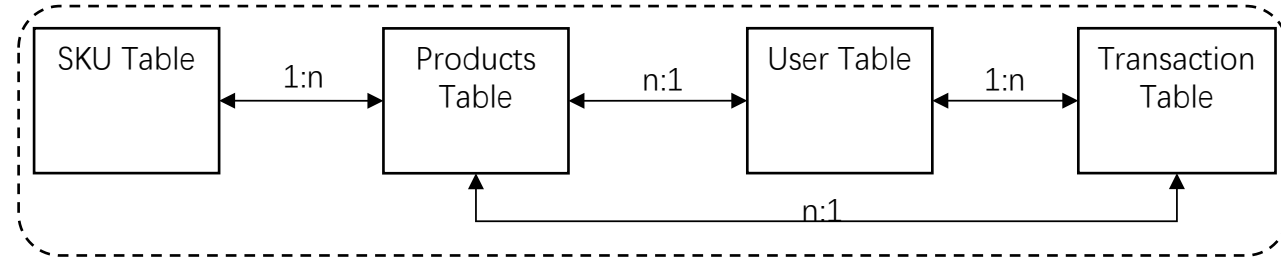 SKU Table
1:n
Products
Table
n:1
User Table
1:n
Transaction
Table
n:1